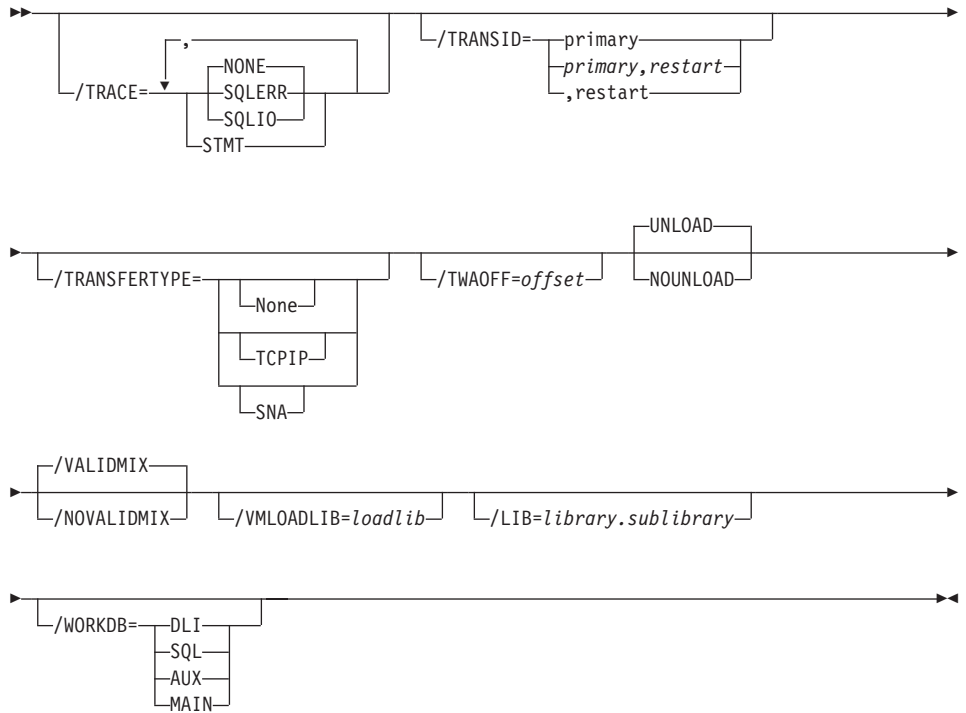 ,
/TRACE= NONE
SQLERR
SQLIO
STMT
/TRANSID= primary
primary,restart
,restart
/TRANSFERTYPE=
None
TCPIP
SNA
/TWAOFF=offset
UNLOAD
NOUNLOAD
/VALIDMIX
/NOVALIDMIX
/VMLOADLIB=loadlib
/LIB=library.sublibrary
/WORKDB= DLI
SQL
AUX
MAIN